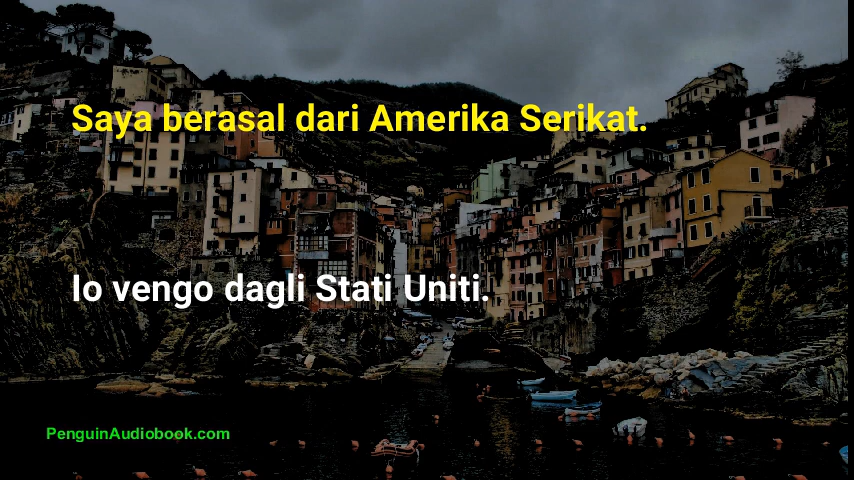 Saya berasal dari Amerika Serikat.
Io vengo dagli Stati Uniti.
PenguinAudiobook.com